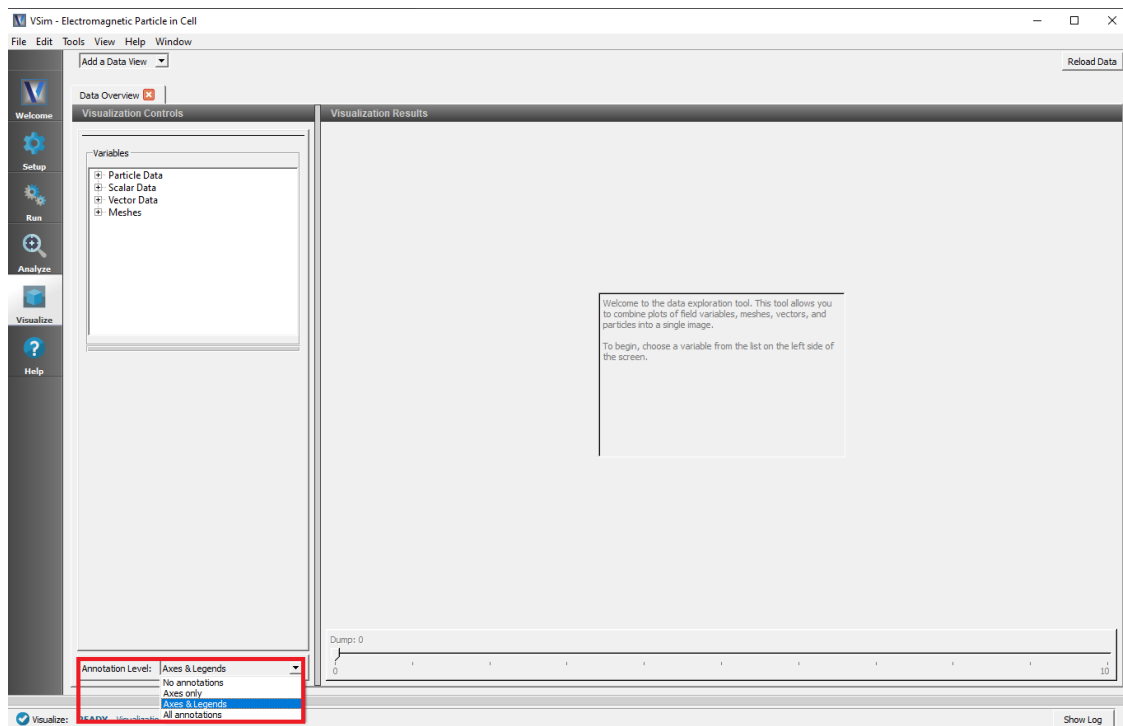 VSim - Electromagnetic Particle in Cell
File Edit Tools View Help Window
Add a Data View
Reload Data
Data Overview
Welcome
Setup
Run
Analyze
Visualize
Help
Visualization Controls
Variables
Particle Data
Scalar Data
Vector Data
Meshes
Visualization Results
Welcome to the data exploration tool. This tool allows you
to combine plots of field variables, meshes, vectors, and
particles into a single image.
To begin, choose a variable from the list on the left side of
the screen.
Dump: 0
0
10
Annotation Level: Axes & Legends
No annotations
Axes only
Axes & Legends
All annotations
Visualize:
Show Log